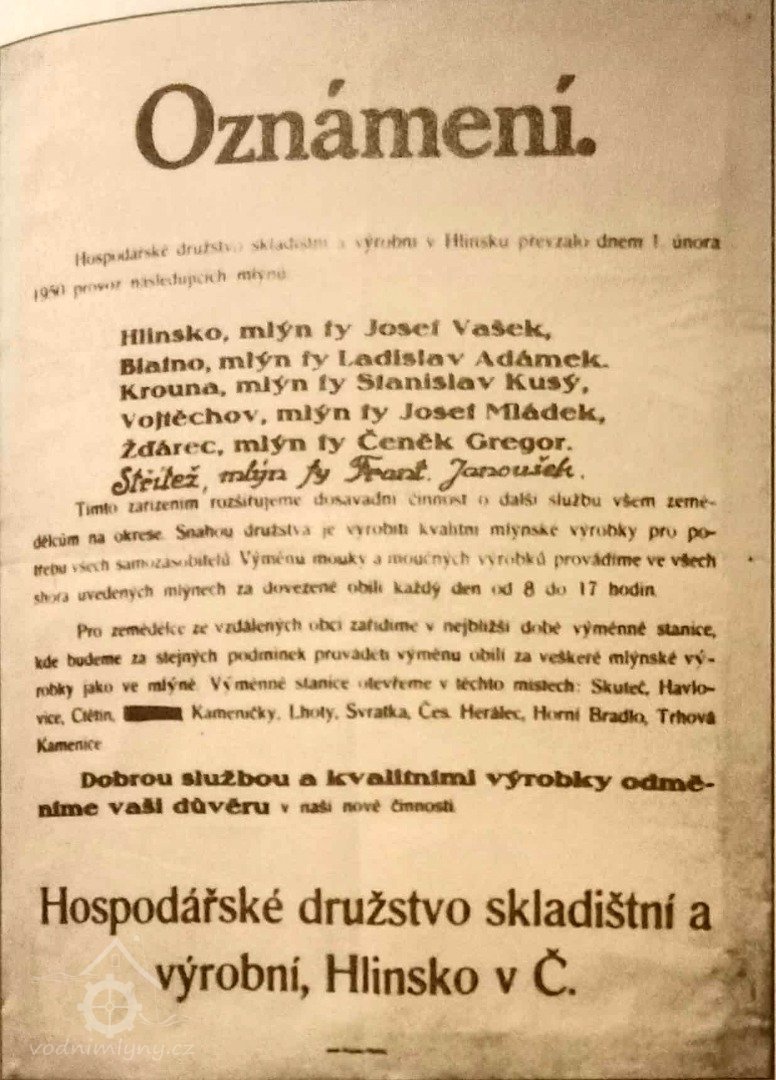 Oznámení.
Hospodářské družstvo skladištní a výrobní v Hlinsku převzalo dnem 1. února
1950 provoz následujících mlýnů:
Hlinsko, mlýn fy Josef Vašek,
Blatno, mlýn fy Ladislav Adámek.
Krouna, mlýn fy Stanislav Kusý,
Vojtěchov, mlýn fy Josef Mládek,
Ždárec, mlýn fy Čeněk Gregor.
Střítež, mlýn fy Frant. Janoušek.
Tímto zařízením rozšiřujeme dosavadní činnost o další službu všem země-
dělcům na okrese. Snahou družstva je vyrobiti kvalitní mlýnské výrobky pro po-
třebu všech samozásobitelů. Výměnu mouky a moučných výrobků provádíme ve všech
shora uvedených mlýnech za dovezené obilí každý den od 8 do 17 hodin.
Pro zemědělce ze vzdálených obcí zařídíme v nejbližší době výměnné stanice,
kde budeme za stejných podmínek prováděti výměnu obilí za veškeré mlýnské vý-
robky jako ve mlýně. Výměnné stanice otevřeme v těchto místech: Skuteč, Havlo-
vice, Ctětín, Kameničky, Lhoty, Svratka, Čes. Herálec, Horní Bradlo, Trhová
Kamenice
Dobrou službou a kvalitními výrobky odmě-
níme vaši důvěru v naší nové činnosti.
Hospodářské družstvo skladištní a
výrobní, Hlinsko v Č.
vodnimlyny.cz